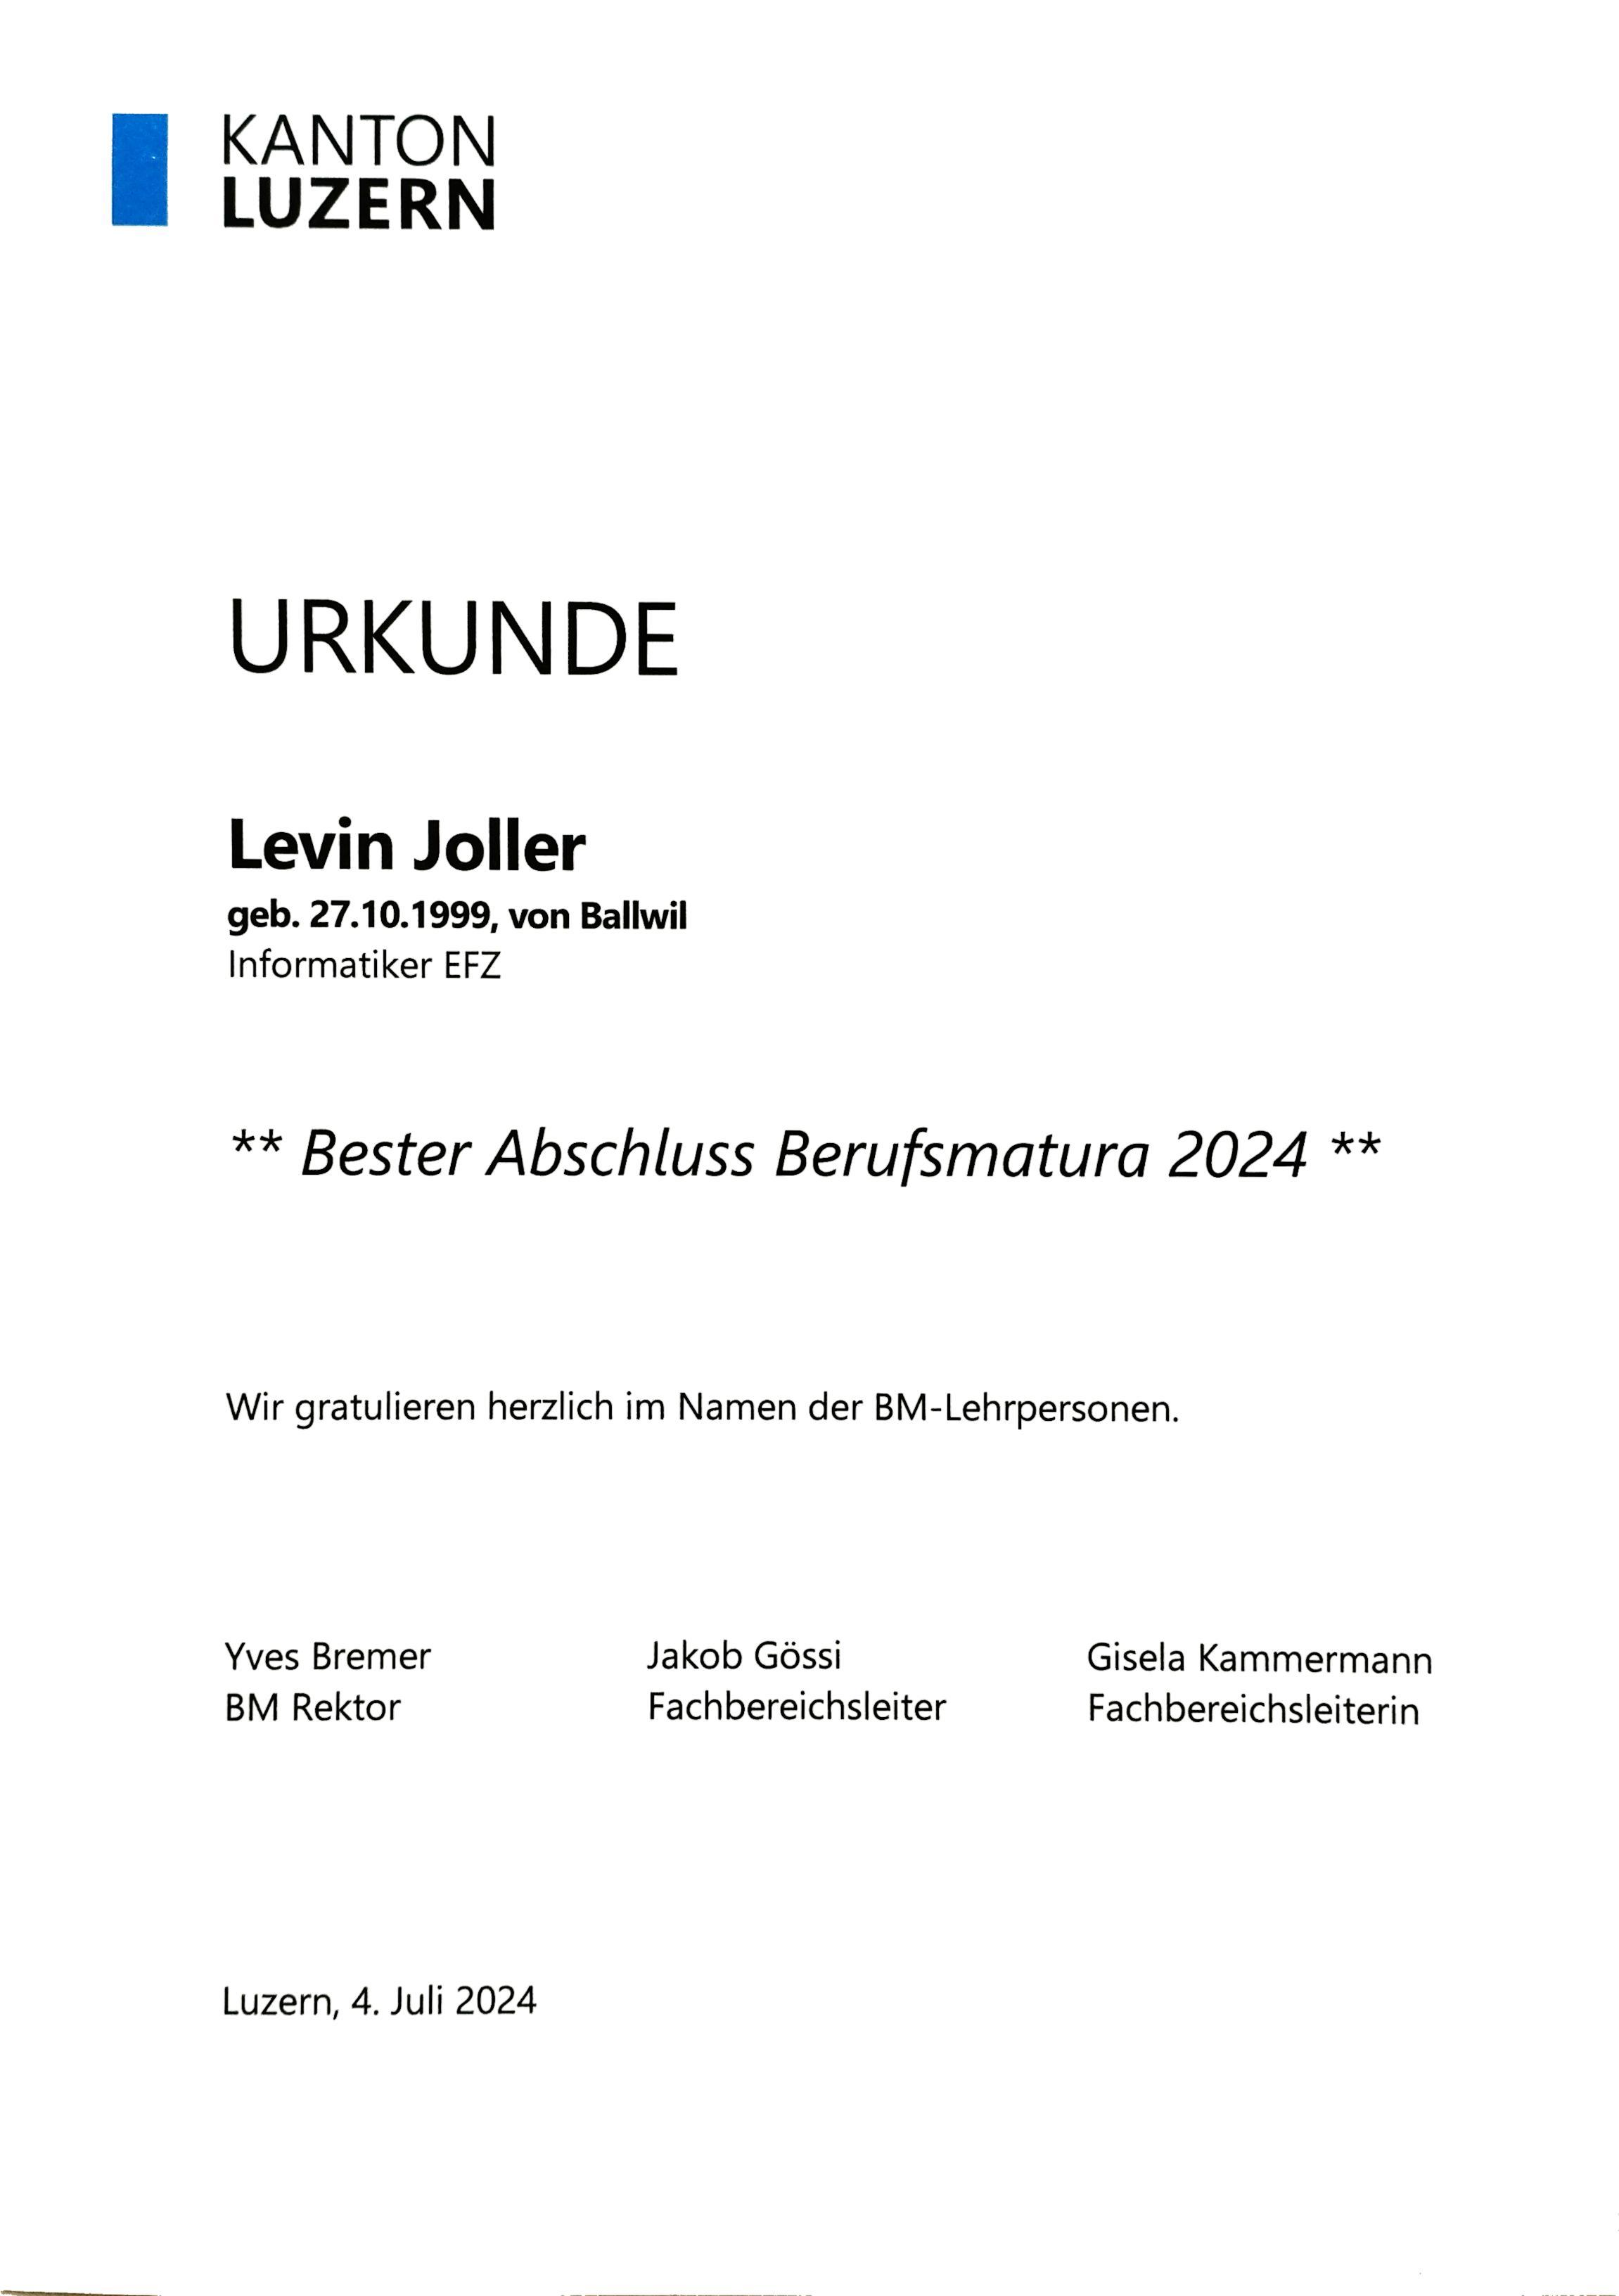 KANTON
LUZERN
URKUNDE
Levin Joller
geb. 27.10.1999, von Ballwil
Informatiker EFZ
** Bester Abschluss Berufsmatura 2024 **
Wir gratulieren herzlich im Namen der BM-Lehrpersonen.
Yves Bremer
BM Rektor
Jakob Gössi
Fachbereichsleiter
Gisela Kammermann
Fachbereichsleiterin
Luzern, 4. Juli 2024